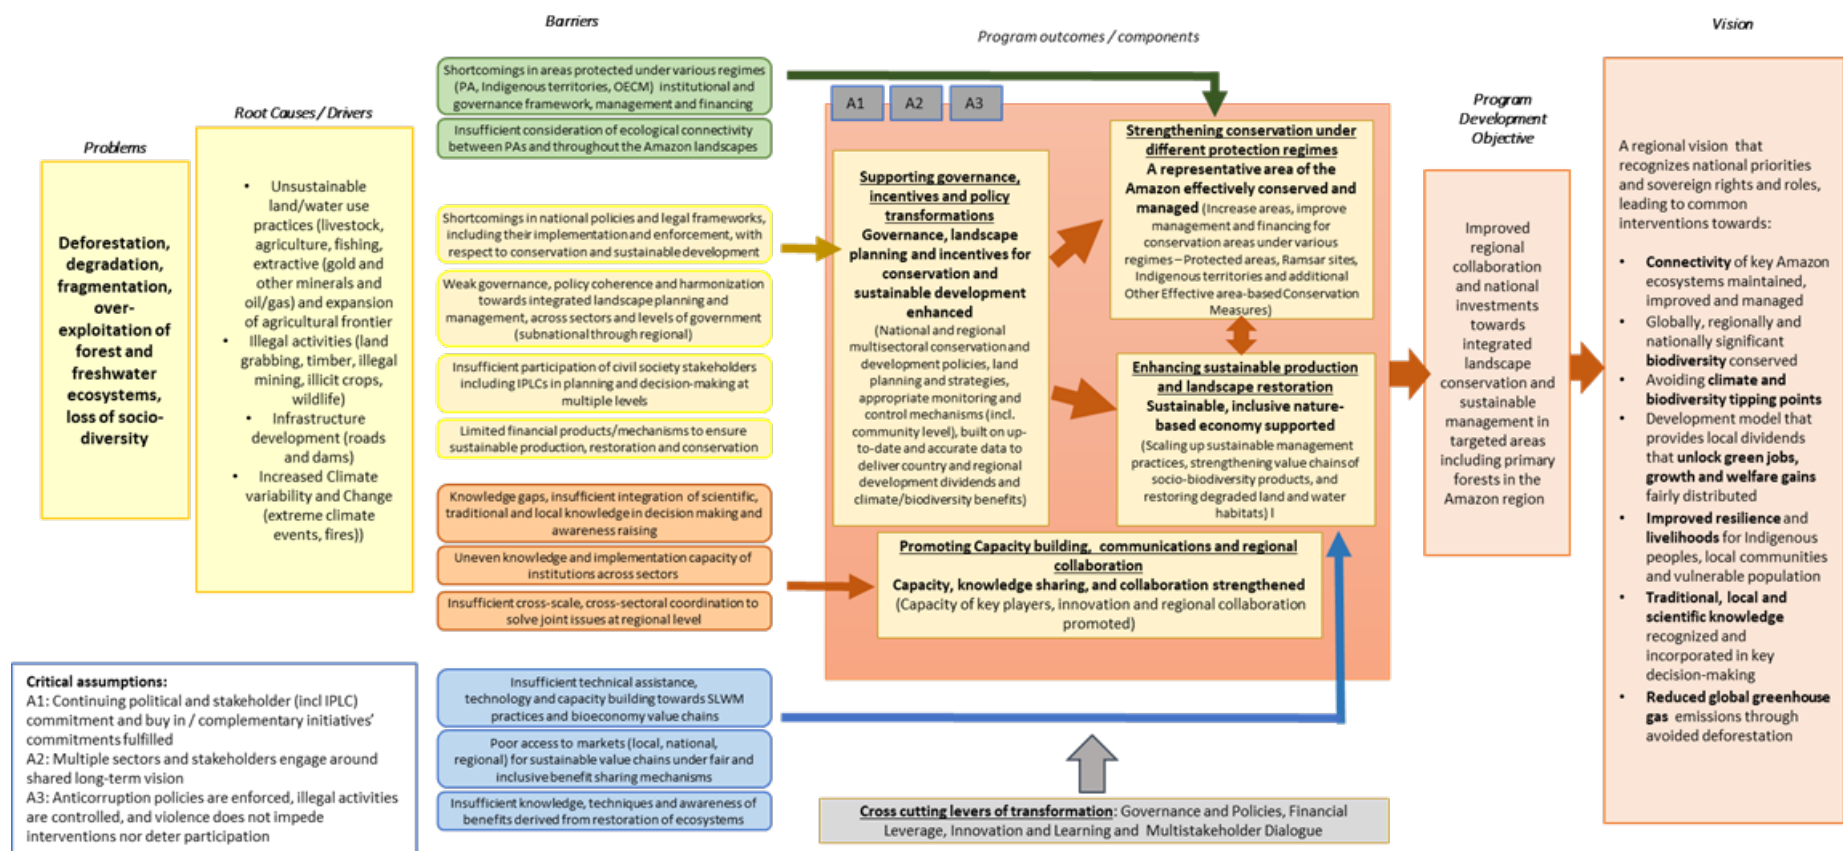 Problems
Deforestation,
degradation,
fragmentation,
over-
exploitation of
forest and
freshwater
ecosystems,
loss of socio-
diversity
Root Causes / Drivers
• Unsustainable
land/water use
practices (livestock,
agriculture, fishing,
extractive (gold and
other minerals and
oil/gas) and expansion
of agricultural frontier
• Illegal activities (land
grabbing, timber, illegal
mining, illicit crops,
wildlife)
• Infrastructure
development (roads
and dams)
• Increased Climate
variability and Change
(extreme climate
events, fires))
Barriers
Shortcomings in areas protected under various regimes
(PA, Indigenous territories, OECM) institutional and
governance framework, management and financing
Insufficient consideration of ecological connectivity
between PAs and throughout the Amazon landscapes
Shortcomings in national policies and legal frameworks,
including their implementation and enforcement, with
respect to conservation and sustainable development
Weak governance, policy coherence and harmonization
towards integrated landscape planning and
management, across sectors and levels of government
(subnational through regional)
Insufficient participation of civil society stakeholders
including IPLCs in planning and decision-making at
multiple levels
Limited financial products/mechanisms to ensure
sustainable production, restoration and conservation
Knowledge gaps, insufficient integration of scientific,
traditional and local knowledge in decision making and
awareness raising
Uneven knowledge and implementation capacity of
institutions across sectors
Insufficient cross-scale, cross-sectoral coordination to
solve joint issues at regional level
Insufficient technical assistance,
technology and capacity building towards SLWM
practices and bioeconomy value chains
Poor access to markets (local, national,
regional) for sustainable value chains under fair and
inclusive benefit sharing mechanisms
Insufficient knowledge, techniques and awareness of
benefits derived from restoration of ecosystems
Program outcomes / components
A1 A2 A3
Supporting governance,
incentives and policy
transformations
Governance, landscape
planning and incentives for
conservation and
sustainable development
enhanced
(National and regional
multisectoral conservation and
development policies, land
planning and strategies,
appropriate monitoring and
control mechanisms (incl.
community level), built on up-
to-date and accurate data to
deliver country and regional
development dividends and
climate/biodiversity benefits)
Strengthening conservation under
different protection regimes
A representative area of the
Amazon effectively conserved and
managed (Increase areas, improve
management and financing for
conservation areas under various
regimes – Protected areas, Ramsar sites,
Indigenous territories and additional
Other Effective area-based Conservation
Measures)
Enhancing sustainable production
and landscape restoration
Sustainable, inclusive nature-
based economy supported
(Scaling up sustainable management
practices, strengthening value chains of
socio-biodiversity products, and
restoring degraded land and water
habitats) l
Promoting Capacity building, communications and regional
collaboration
Capacity, knowledge sharing, and collaboration strengthened
(Capacity of key players, innovation and regional collaboration
promoted)
Cross cutting levers of transformation: Governance and Policies, Financial
Leverage, Innovation and Learning and Multistakeholder Dialogue
Program
Development
Objective
Improved
regional
collaboration
and national
investments
towards
integrated
landscape
conservation and
sustainable
management in
targeted areas
including primary
forests in the
Amazon region
Vision
A regional vision that
recognizes national priorities
and sovereign rights and roles,
leading to common
interventions towards:
• Connectivity of key Amazon
ecosystems maintained,
improved and managed
• Globally, regionally and
nationally significant
biodiversity conserved
• Avoiding climate and
biodiversity tipping points
• Development model that
provides local dividends
that unlock green jobs,
growth and welfare gains
fairly distributed
• Improved resilience and
livelihoods for Indigenous
peoples, local communities
and vulnerable population
• Traditional, local and
scientific knowledge
recognized and
incorporated in key
decision-making
• Reduced global greenhouse
gas emissions through
avoided deforestation
Critical assumptions:
A1: Continuing political and stakeholder (incl IPLC)
commitment and buy in / complementary initiatives'
commitments fulfilled
A2: Multiple sectors and stakeholders engage around
shared long-term vision
A3: Anticorruption policies are enforced, illegal activities
are controlled, and violence does not impede
interventions nor deter participation